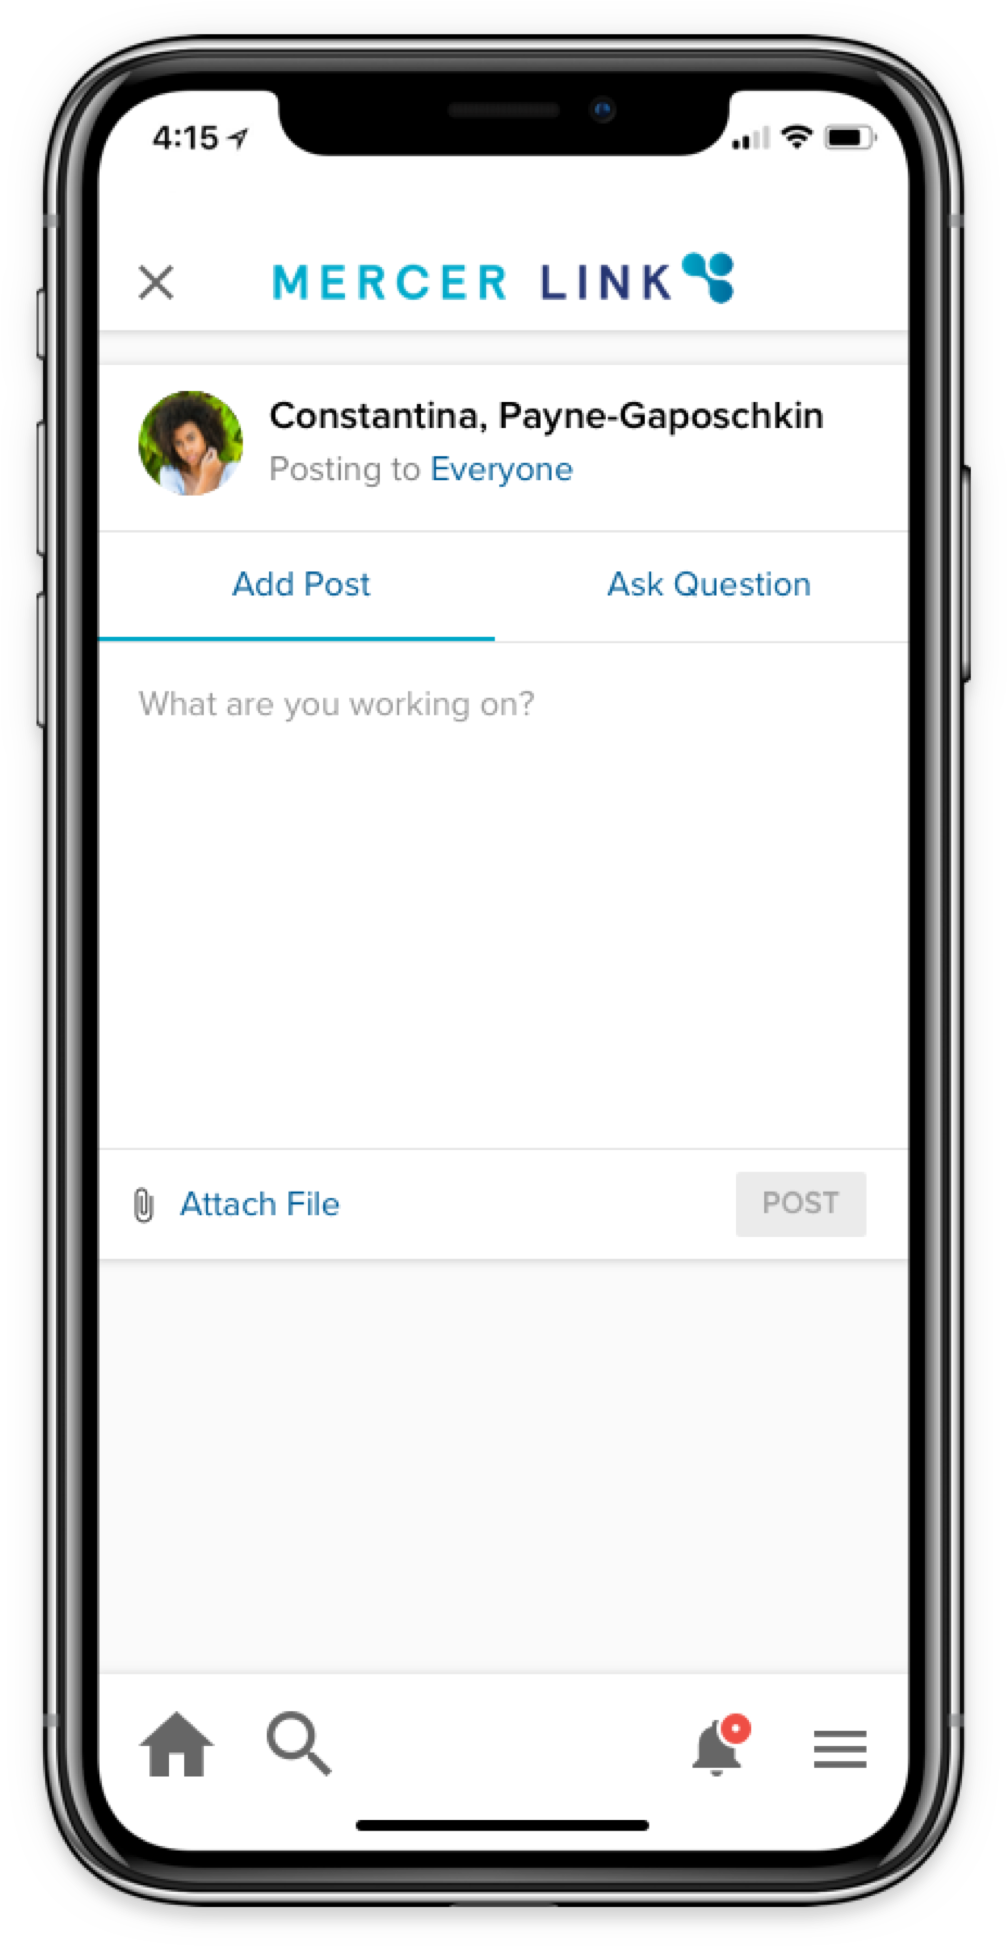 4:15
MERCER LINK
Constantina, Payne-Gaposchkin
Posting to Everyone
Add Post
Ask Question
What are you working on?
Attach File
POST